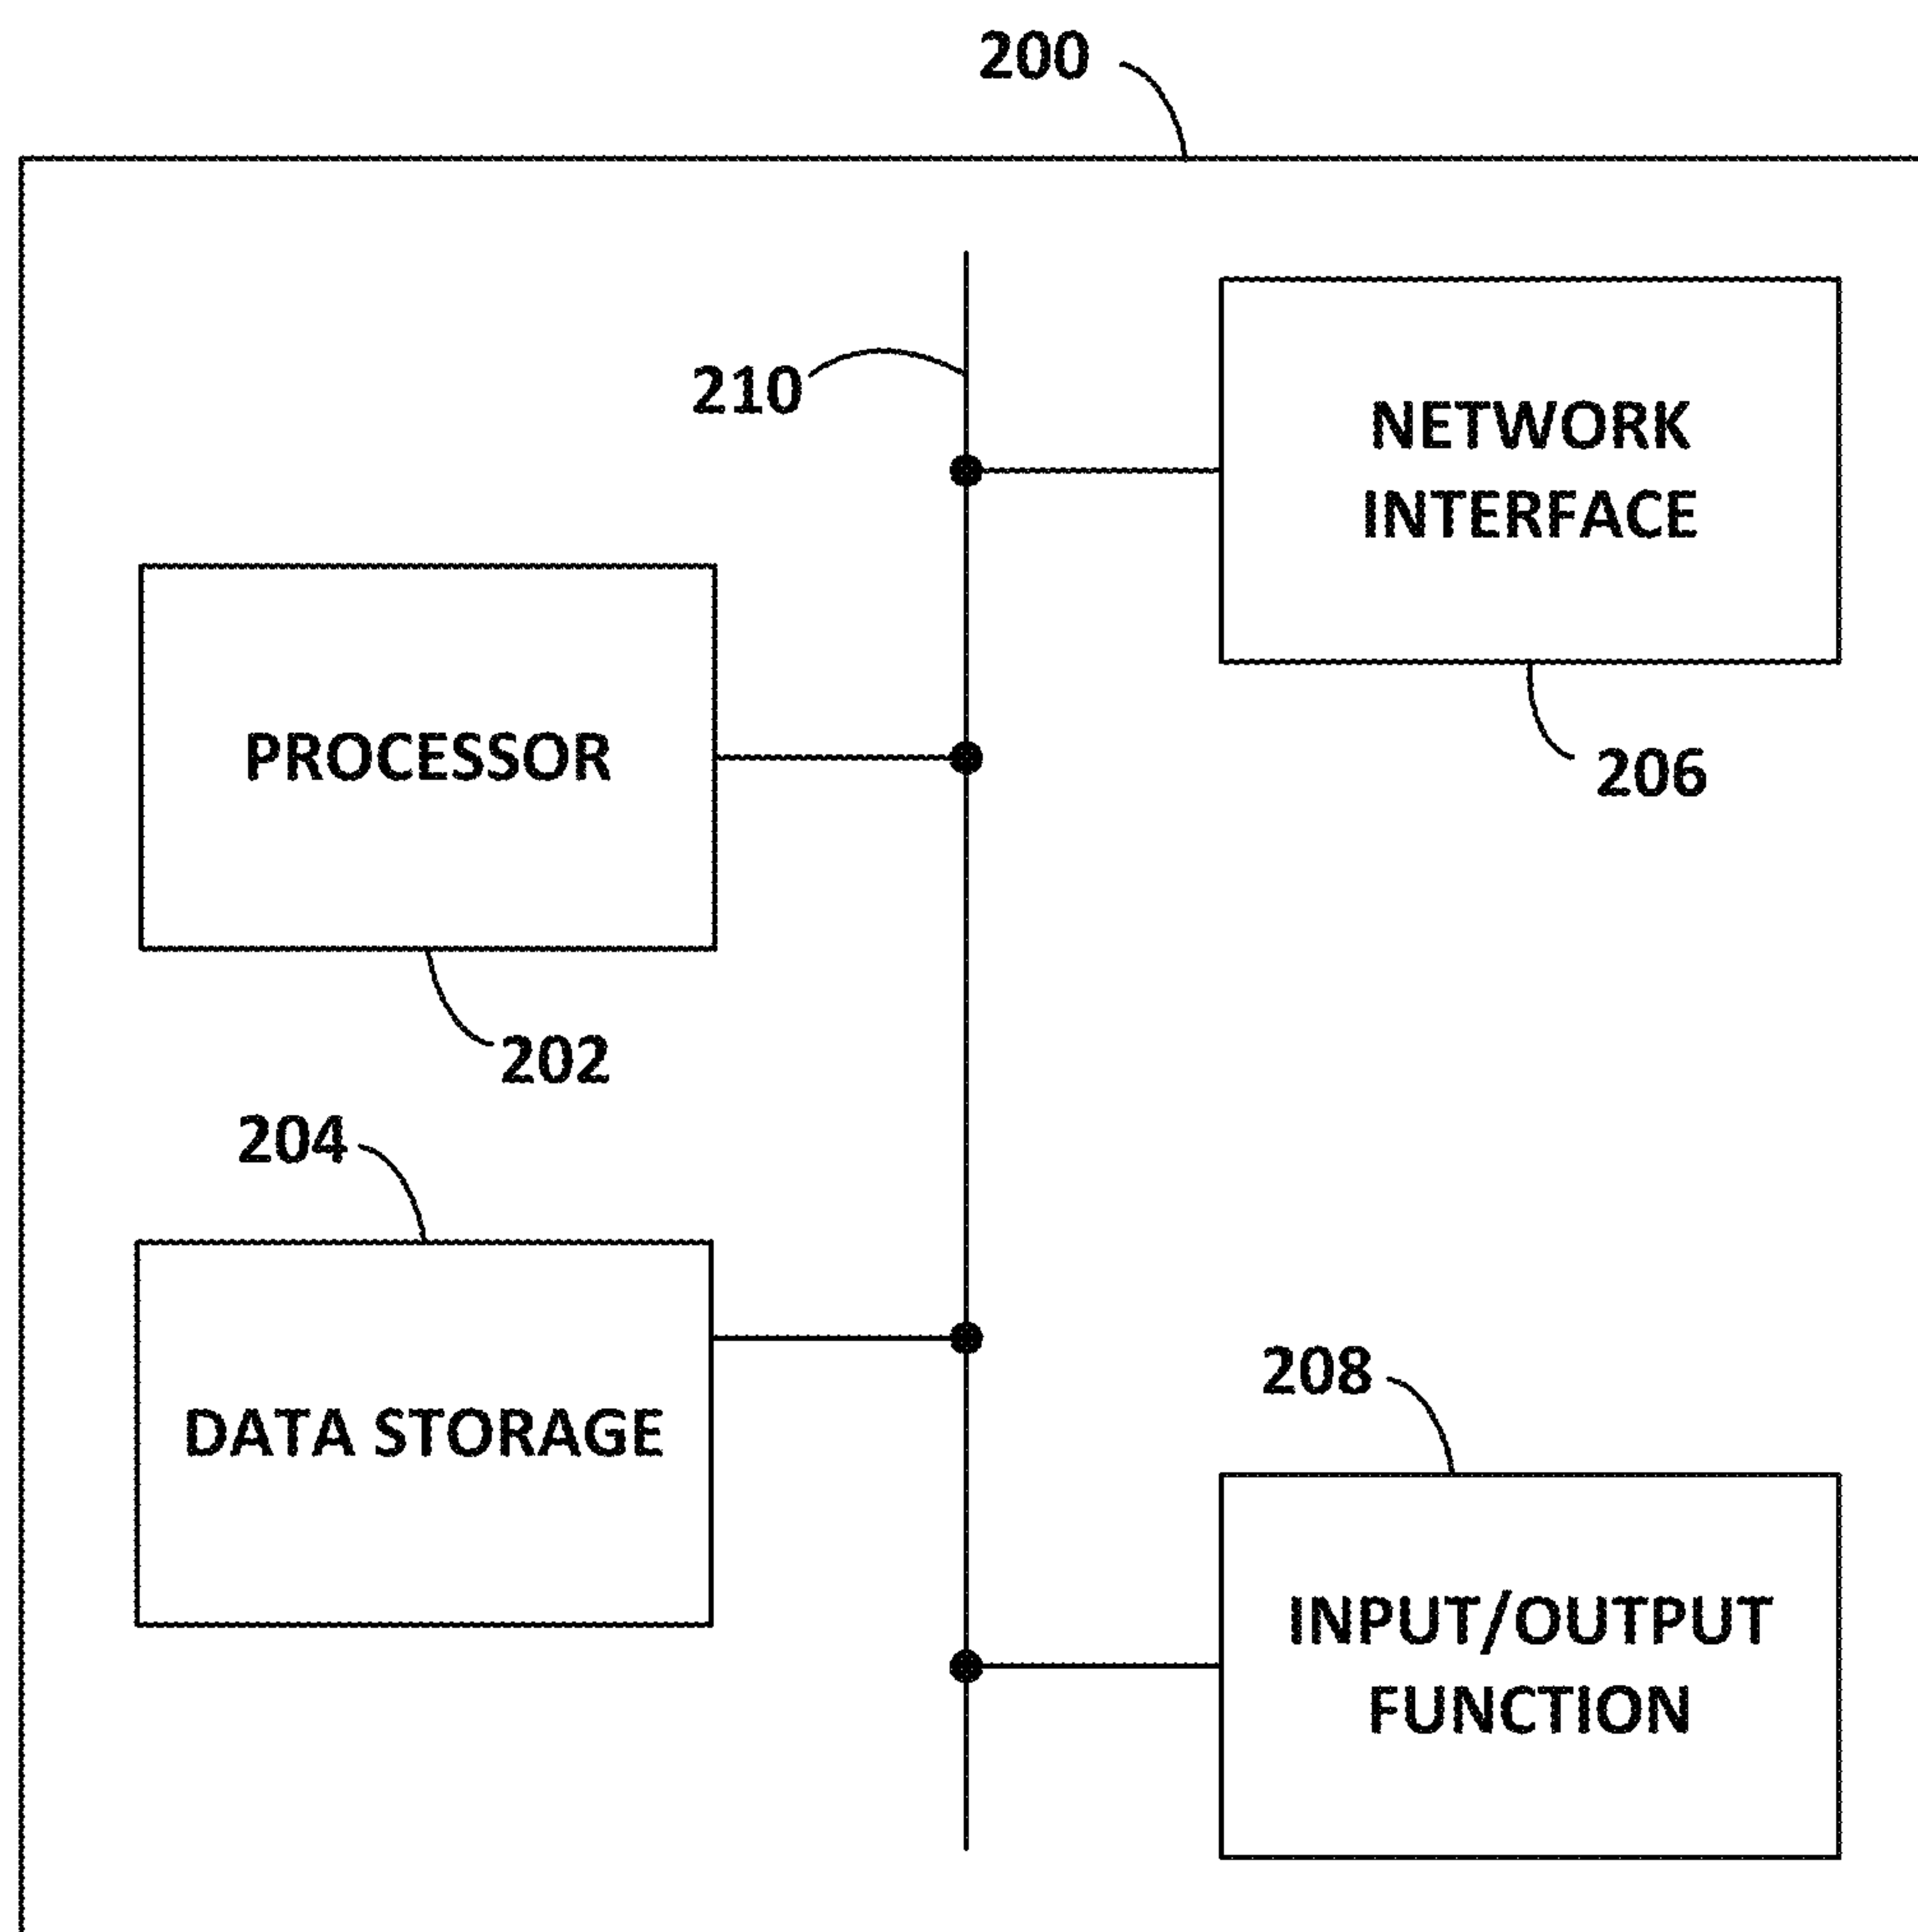 200
210
NETWORK
INTERFACE
PROCESSOR
206
202
204
DATA STORAGE
208
INPUT/OUTPUT
FUNCTION